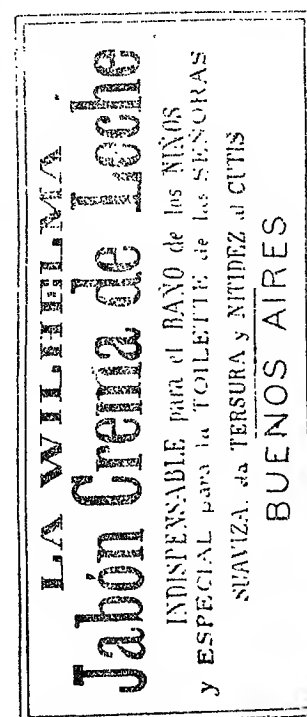 LA WILHELMA
Jabón Crema de Leche
INDISPENSABLE para el BAÑO de los NIÑOS
y ESPECIAL para la TOILETTE de las SEÑORAS
SUAVIZA, da TERSURA y NITIDEZ al CUTIS
BUENOS AIRES